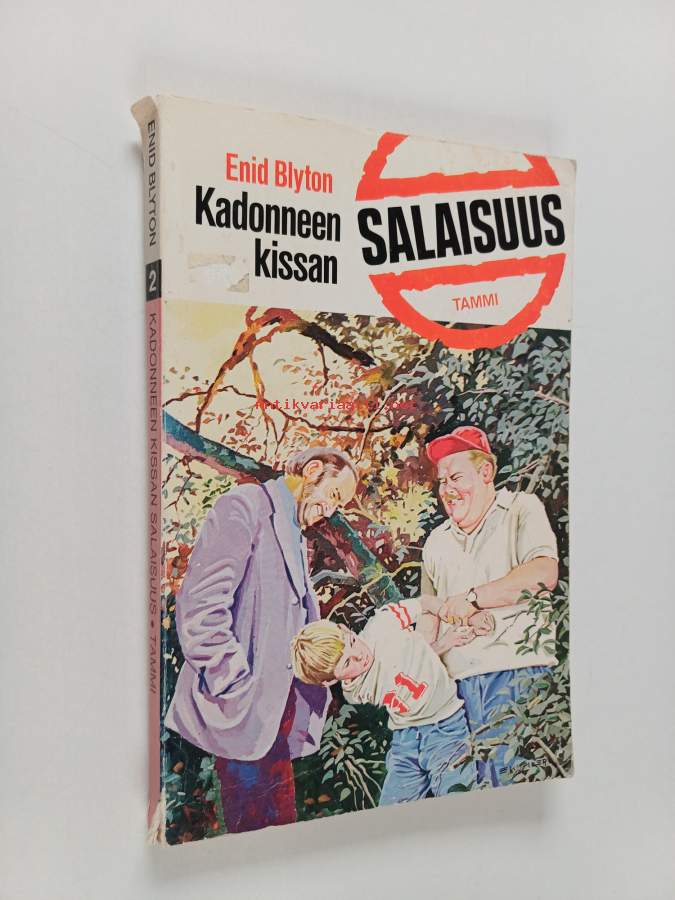 Enid Blyton
Kadonneen
kissan
SALAISUUS
TAMMI
ENID BLYTON
2
KADONNEEN KISSAN SALAISUUS • TAMMI